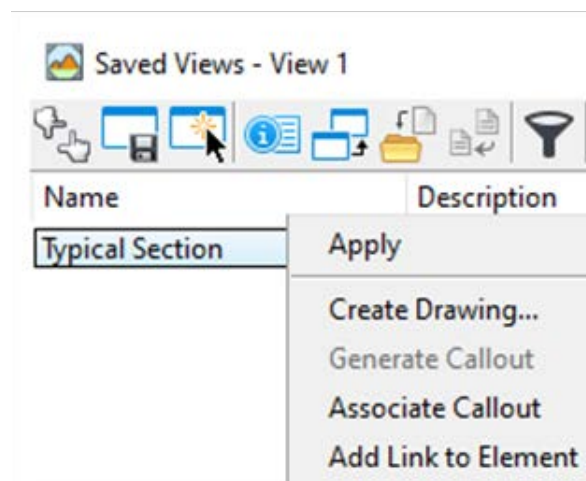 Saved Views - View 1
Name Description
Typical Section
Apply
Create Drawing...
Generate Callout
Associate Callout
Add Link to Element